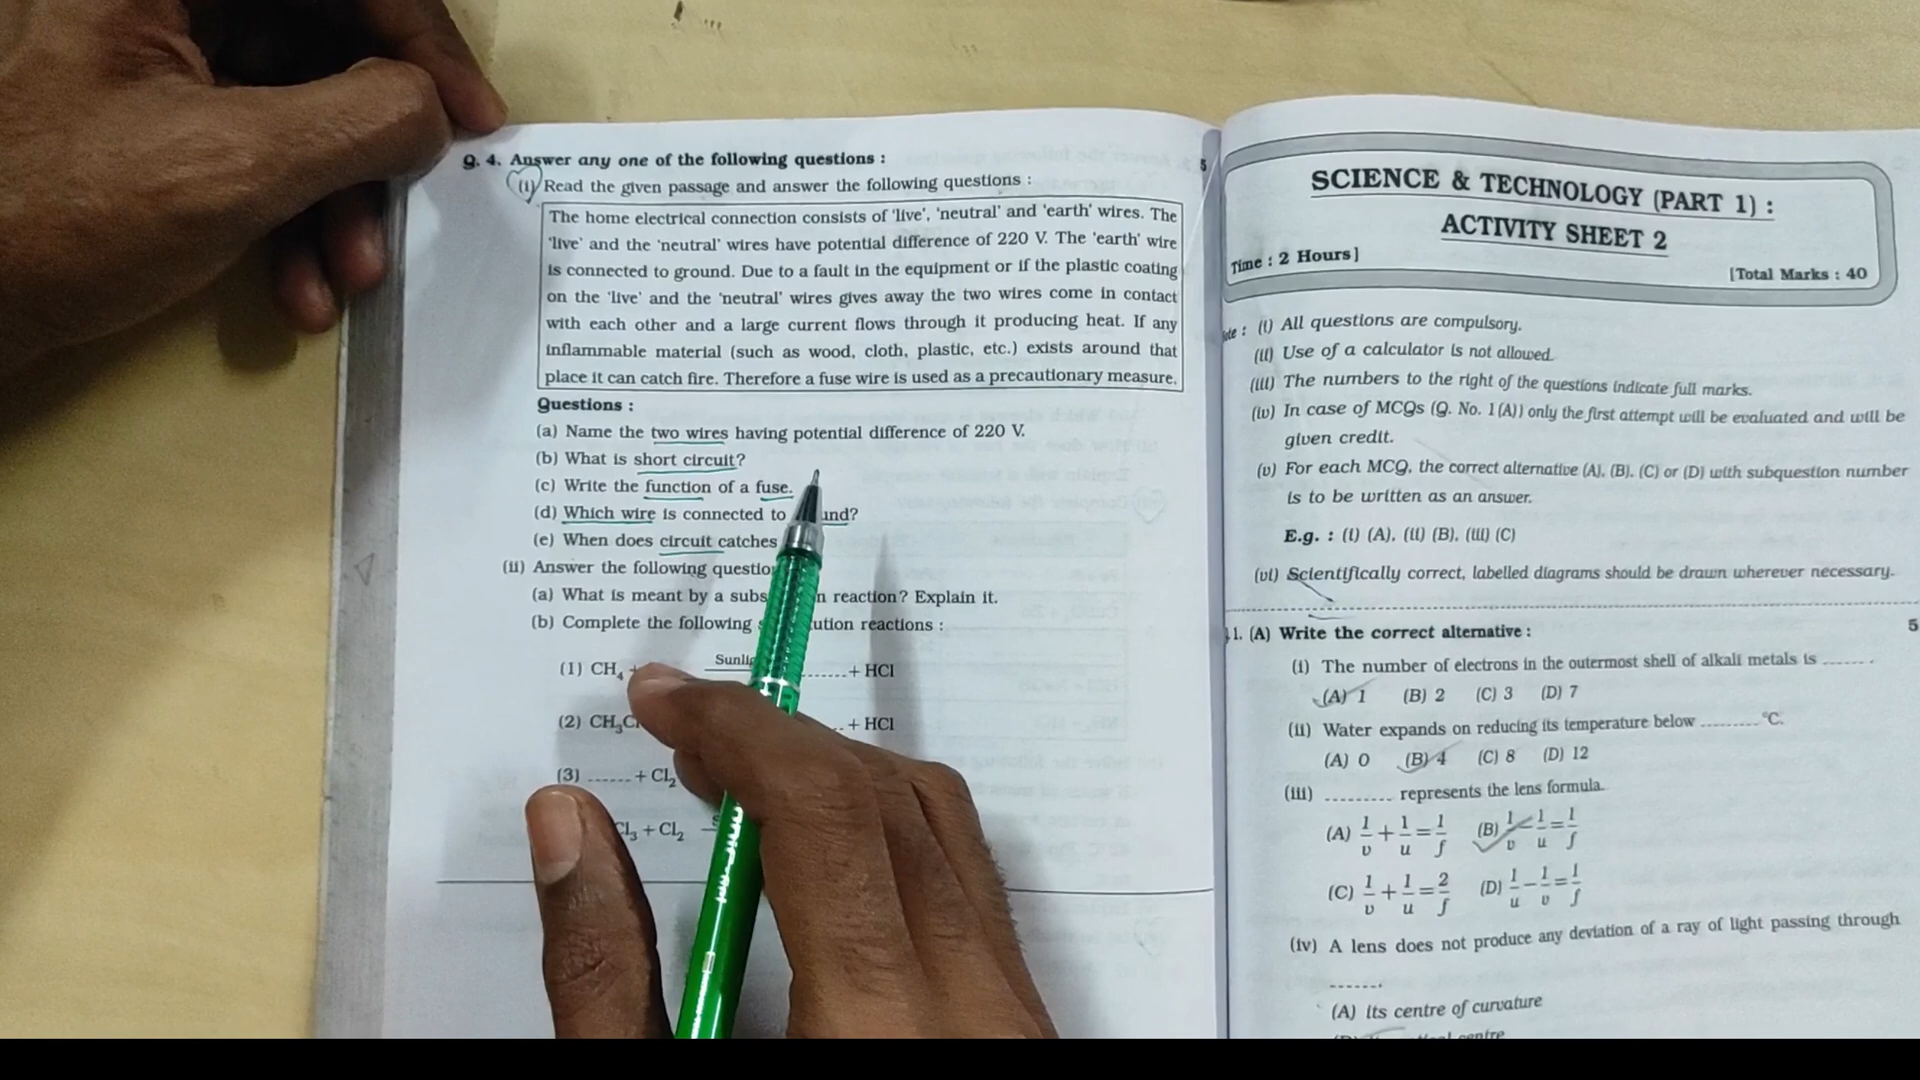 Q. 4. Answer any one of the following questions : 5
(i) Read the given passage and answer the following questions :
The home electrical connection consists of 'live', 'neutral' and 'earth' wires. The
'live' and the 'neutral' wires have potential difference of 220 V. The 'earth' wire
is connected to ground. Due to a fault in the equipment or if the plastic coating
on the 'live' and the 'neutral' wires gives away the two wires come in contact
with each other and a large current flows through it producing heat. If any
inflammable material (such as wood, cloth, plastic, etc.) exists around that
place it can catch fire. Therefore a fuse wire is used as a precautionary measure.
Questions :
(a) Name the two wires having potential difference of 220 V.
(b) What is short circuit?
(c) Write the function of a fuse.
(d) Which wire is connected to und?
(e) When does circuit catches
(ii) Answer the following questio
(a) What is meant by a subs n reaction? Explain it.
(b) Complete the following ution reactions :
(1) CH₄ + Sunlig ......+ HCl
(2) CH₃C ..+ HCl
(3) ...... + Cl₂
Cl₃ + Cl₂
SCIENCE & TECHNOLOGY (PART 1) :
ACTIVITY SHEET 2
Time : 2 Hours]
[Total Marks : 40
ote : (i) All questions are compulsory.
(ii) Use of a calculator is not allowed.
(iii) The numbers to the right of the questions indicate full marks.
(iv) In case of MCQs (Q. No. 1(A)) only the first attempt will be evaluated and will be
given credit.
(v) For each MCQ, the correct alternative (A), (B), (C) or (D) with subquestion number
is to be written as an answer.
E.g. : (i) (A), (ii) (B), (iii) (C)
(vi) Scientifically correct, labelled diagrams should be drawn wherever necessary.
1. (A) Write the correct alternative : 5
(i) The number of electrons in the outermost shell of alkali metals is ....... .
(A) 1 (B) 2 (C) 3 (D) 7
(ii) Water expands on reducing its temperature below ......... °C.
(A) 0 (B) 4 (C) 8 (D) 12
(iii) .......... represents the lens formula.
(A) 1/v + 1/u = 1/f (B) 1/v − 1/u = 1/f
(C) 1/v + 1/u = 2/f (D) 1/u − 1/v = 1/f
(iv) A lens does not produce any deviation of a ray of light passing through
.......
(A) its centre of curvature
centre